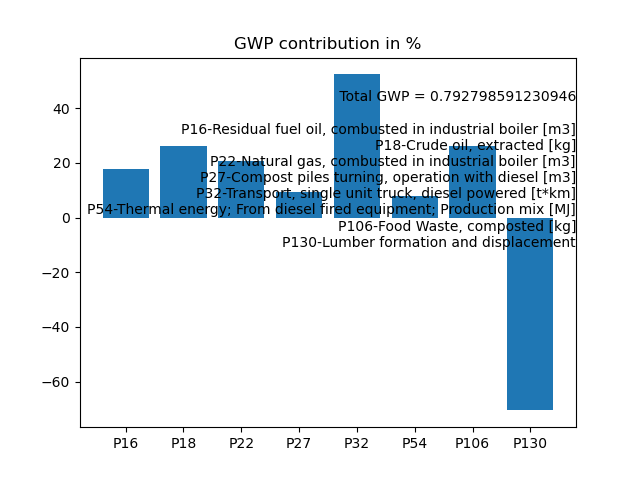 GWP contribution in %
Total GWP = 0.792798591230946
P16-Residual fuel oil, combusted in industrial boiler [m3]
P18-Crude oil, extracted [kg]
P22-Natural gas, combusted in industrial boiler [m3]
P27-Compost piles turning, operation with diesel [m3]
P32-Transport, single unit truck, diesel powered [t*km]
P54-Thermal energy; From diesel fired equipment; Production mix [MJ]
P106-Food Waste, composted [kg]
P130-Lumber formation and displacement
40
20
0
−20
−40
−60
P16 P18 P22 P27 P32 P54 P106 P130